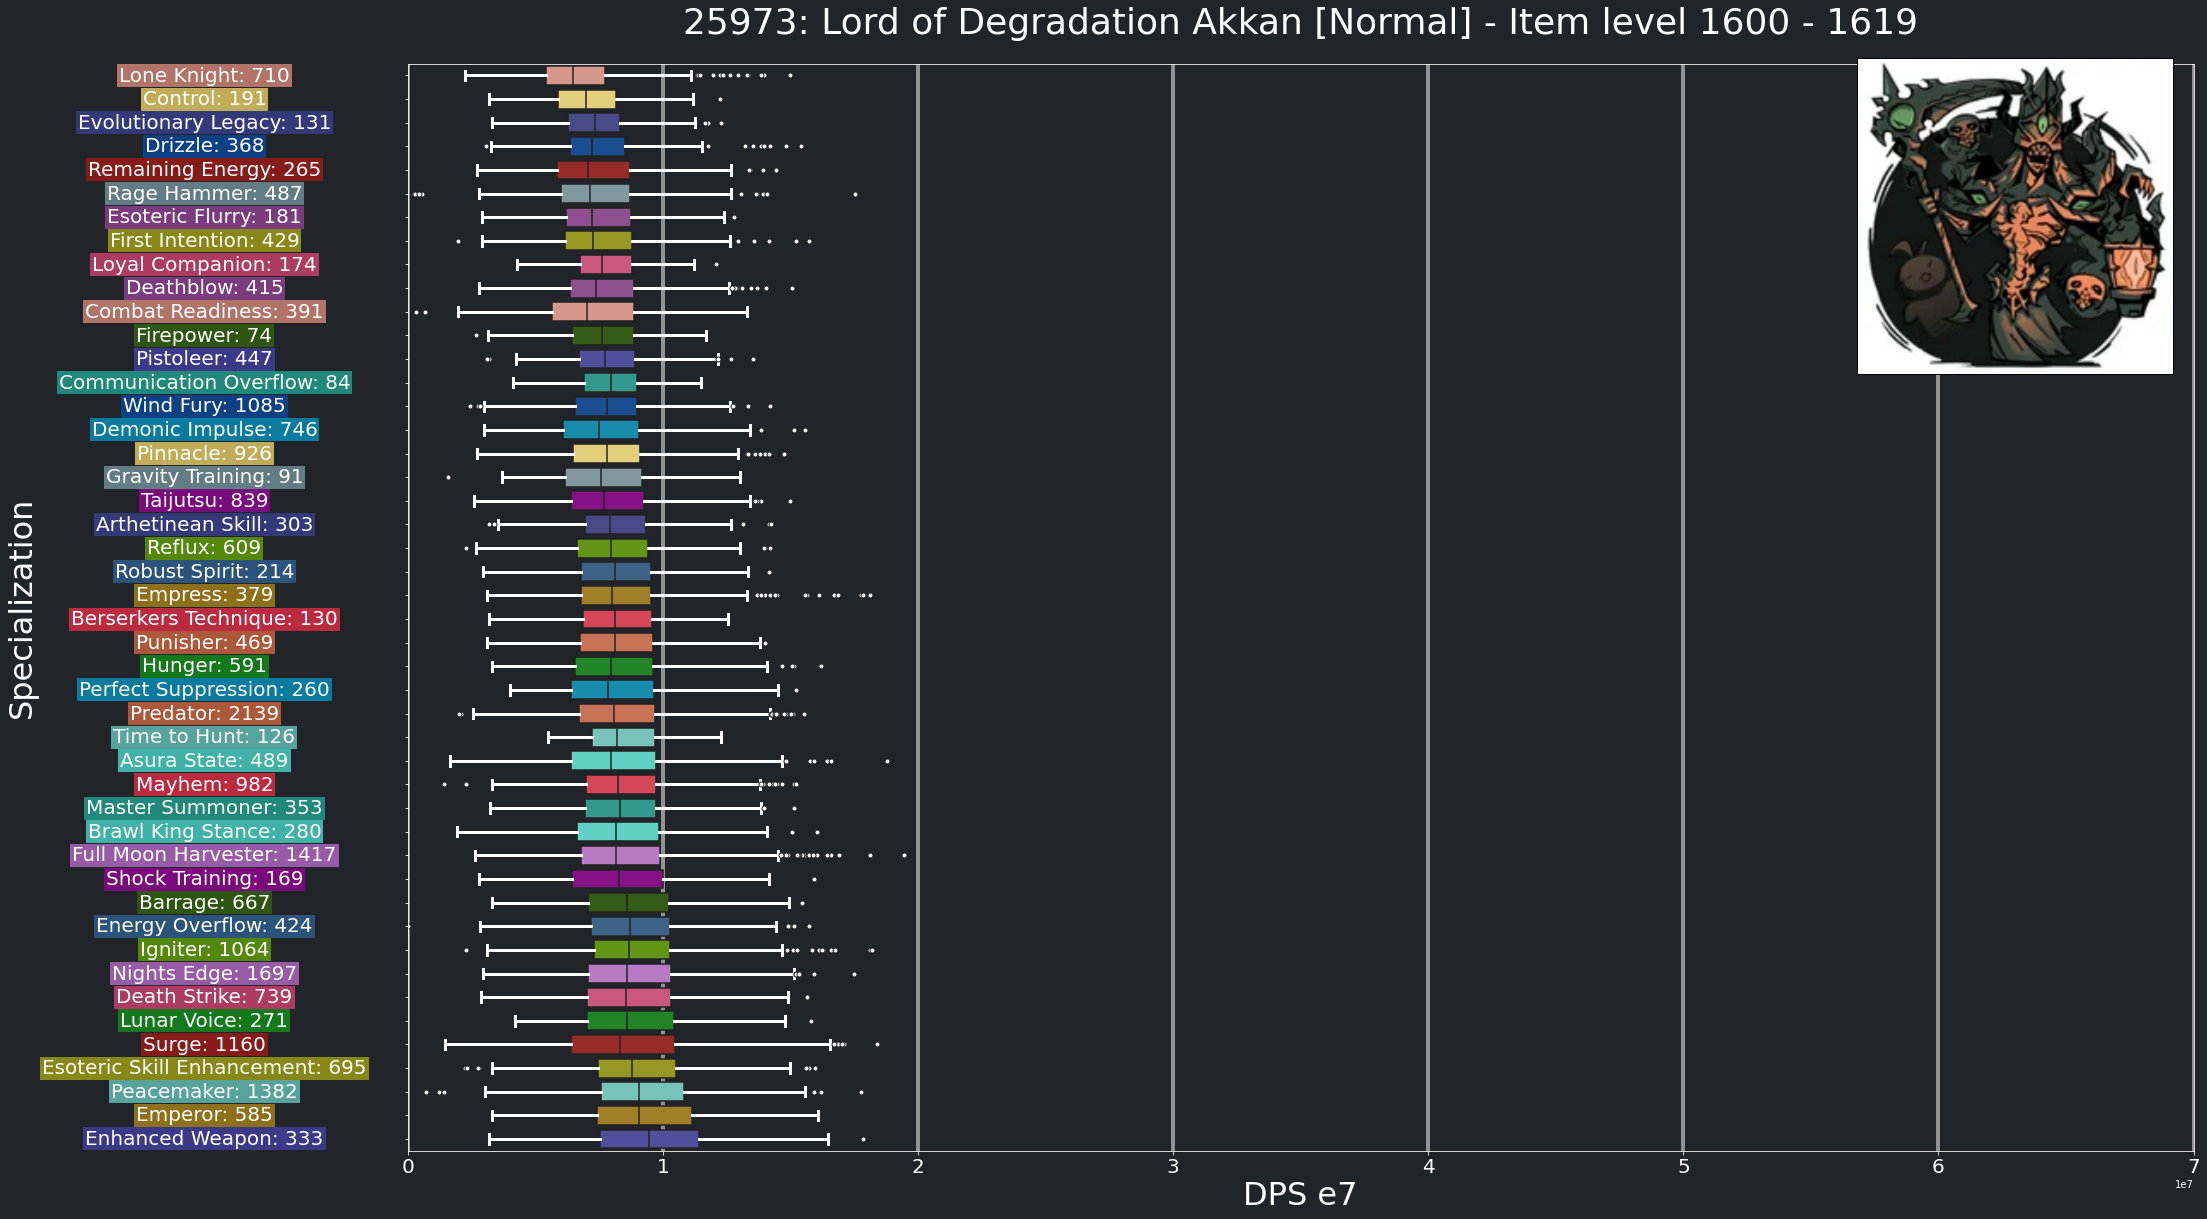 25973: Lord of Degradation Akkan [Normal] - Item level 1600 - 1619
Specialization
Lone Knight: 710
Control: 191
Evolutionary Legacy: 131
Drizzle: 368
Remaining Energy: 265
Rage Hammer: 487
Esoteric Flurry: 181
First Intention: 429
Loyal Companion: 174
Deathblow: 415
Combat Readiness: 391
Firepower: 74
Pistoleer: 447
Communication Overflow: 84
Wind Fury: 1085
Demonic Impulse: 746
Pinnacle: 926
Gravity Training: 91
Taijutsu: 839
Arthetinean Skill: 303
Reflux: 609
Robust Spirit: 214
Empress: 379
Berserkers Technique: 130
Punisher: 469
Hunger: 591
Perfect Suppression: 260
Predator: 2139
Time to Hunt: 126
Asura State: 489
Mayhem: 982
Master Summoner: 353
Brawl King Stance: 280
Full Moon Harvester: 1417
Shock Training: 169
Barrage: 667
Energy Overflow: 424
Igniter: 1064
Nights Edge: 1697
Death Strike: 739
Lunar Voice: 271
Surge: 1160
Esoteric Skill Enhancement: 695
Peacemaker: 1382
Emperor: 585
Enhanced Weapon: 333
0 1 2 3 4 5 6 7
1e7
DPS e7